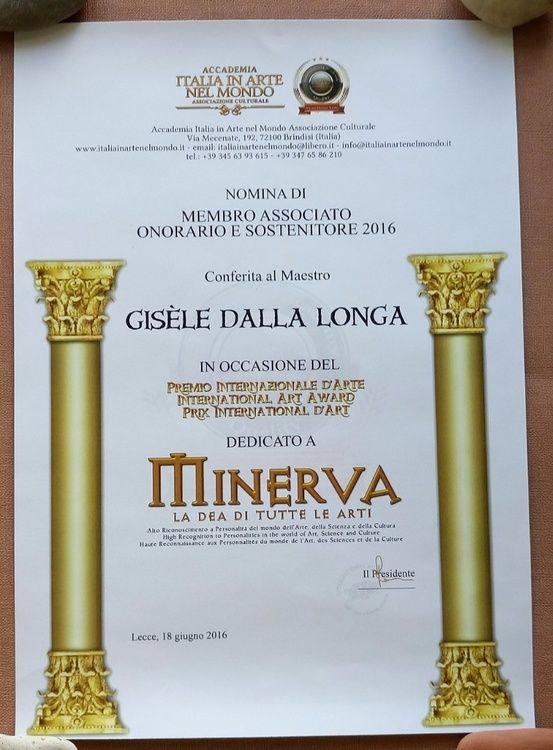 ACCADEMIA
ITALIA IN ARTE
NEL MONDO
ASSOCIAZIONE CULTURALE
Accademia Italia in Arte nel Mondo Associazione Culturale
Via Mecenate, 192, 72100 Brindisi (Italia)
www.italiainartenelmondo.it - email: italiainartenelmondo@libero.it - info@italiainartenelmondo.it
tel.: +39 345 63 93 615 - +39 347 65 86 210
NOMINA DI
MEMBRO ASSOCIATO
ONORARIO E SOSTENITORE 2016
Conferita al Maestro
GISÈLE DALLA LONGA
IN OCCASIONE DEL
PREMIO INTERNAZIONALE D'ARTE
INTERNATIONAL ART AWARD
PRIX INTERNATIONAL D'ART
DEDICATO A
MINERVA
LA DEA DI TUTTE LE ARTI
Alto Riconoscimento a Personalità del mondo dell'Arte, della Scienza e della Cultura
High Recognition to Personalities in the world of Art, Science and Culture
Haute Reconnaissance aux Personnalités du monde de l'Art, des Sciences et de la Culture
Il Presidente
Lecce, 18 giugno 2016